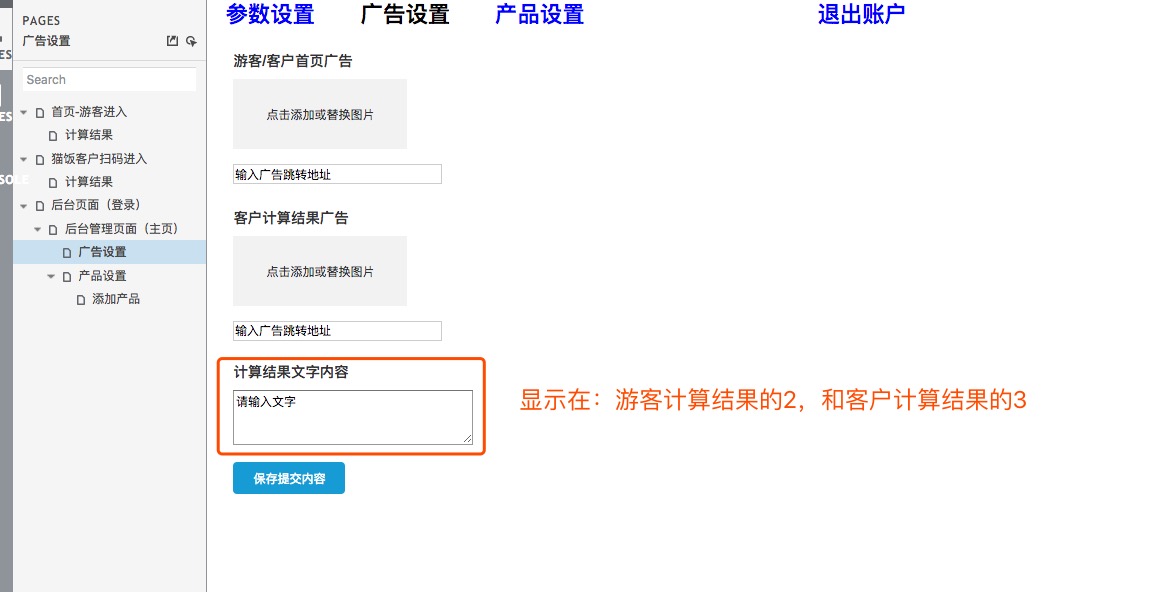 PAGES
广告设置
ES
Search
首页-游客进入
计算结果
ES
猫饭客户扫码进入
计算结果
SOLE
后台页面（登录）
后台管理页面（主页）
广告设置
产品设置
添加产品
参数设置 广告设置 产品设置 退出账户
游客/客户首页广告
点击添加或替换图片
输入广告跳转地址
客户计算结果广告
点击添加或替换图片
输入广告跳转地址
计算结果文字内容
请输入文字
显示在：游客计算结果的2，和客户计算结果的3
保存提交内容